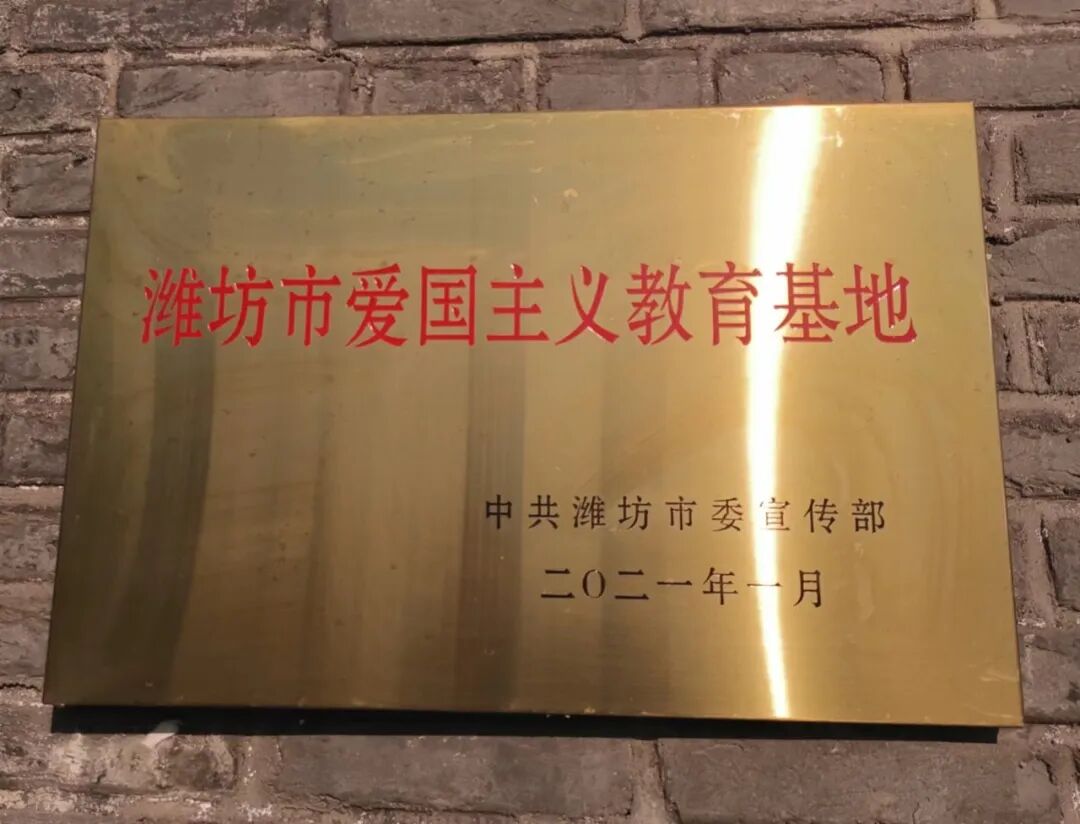 潍坊市爱国主义教育基地
中共潍坊市委宣传部
二〇二一年一月